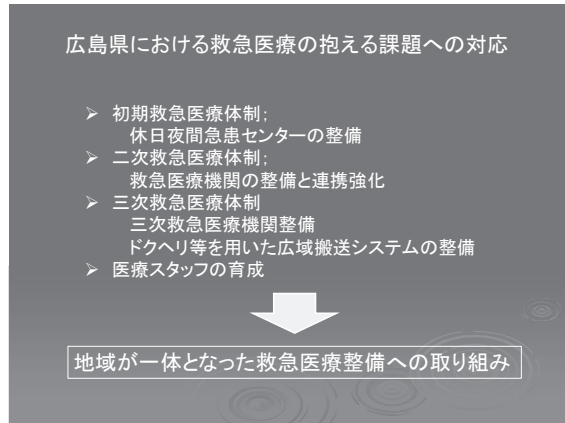 広島県における救急医療の抱える課題への対応
➢ 初期救急医療体制;
休日夜間急患センターの整備
➢ 二次救急医療体制;
救急医療機関の整備と連携強化
➢ 三次救急医療体制
三次救急医療機関整備
ドクヘリ等を用いた広域搬送システムの整備
➢ 医療スタッフの育成
地域が一体となった救急医療整備への取り組み